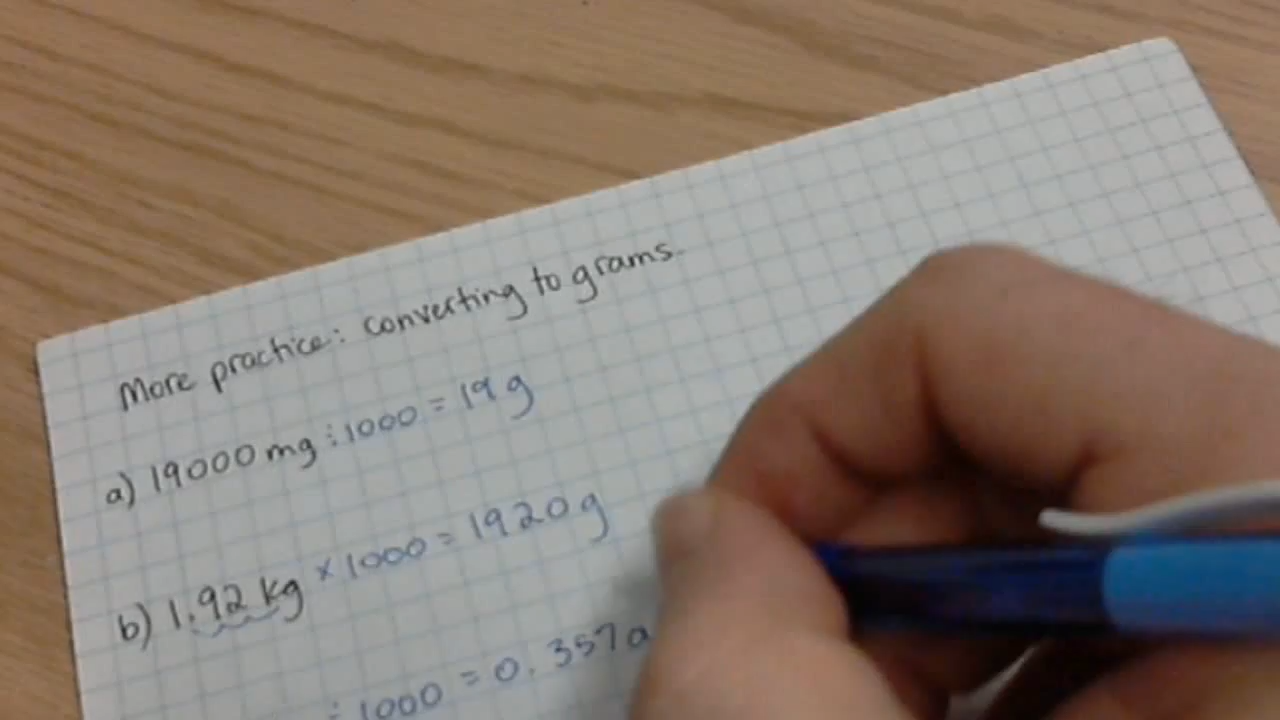 More practice: converting to grams.
a) 19000 mg ÷ 1000 = 19 g
b) 1.92 kg × 1000 = 1920 g
÷ 1000 = 0.357